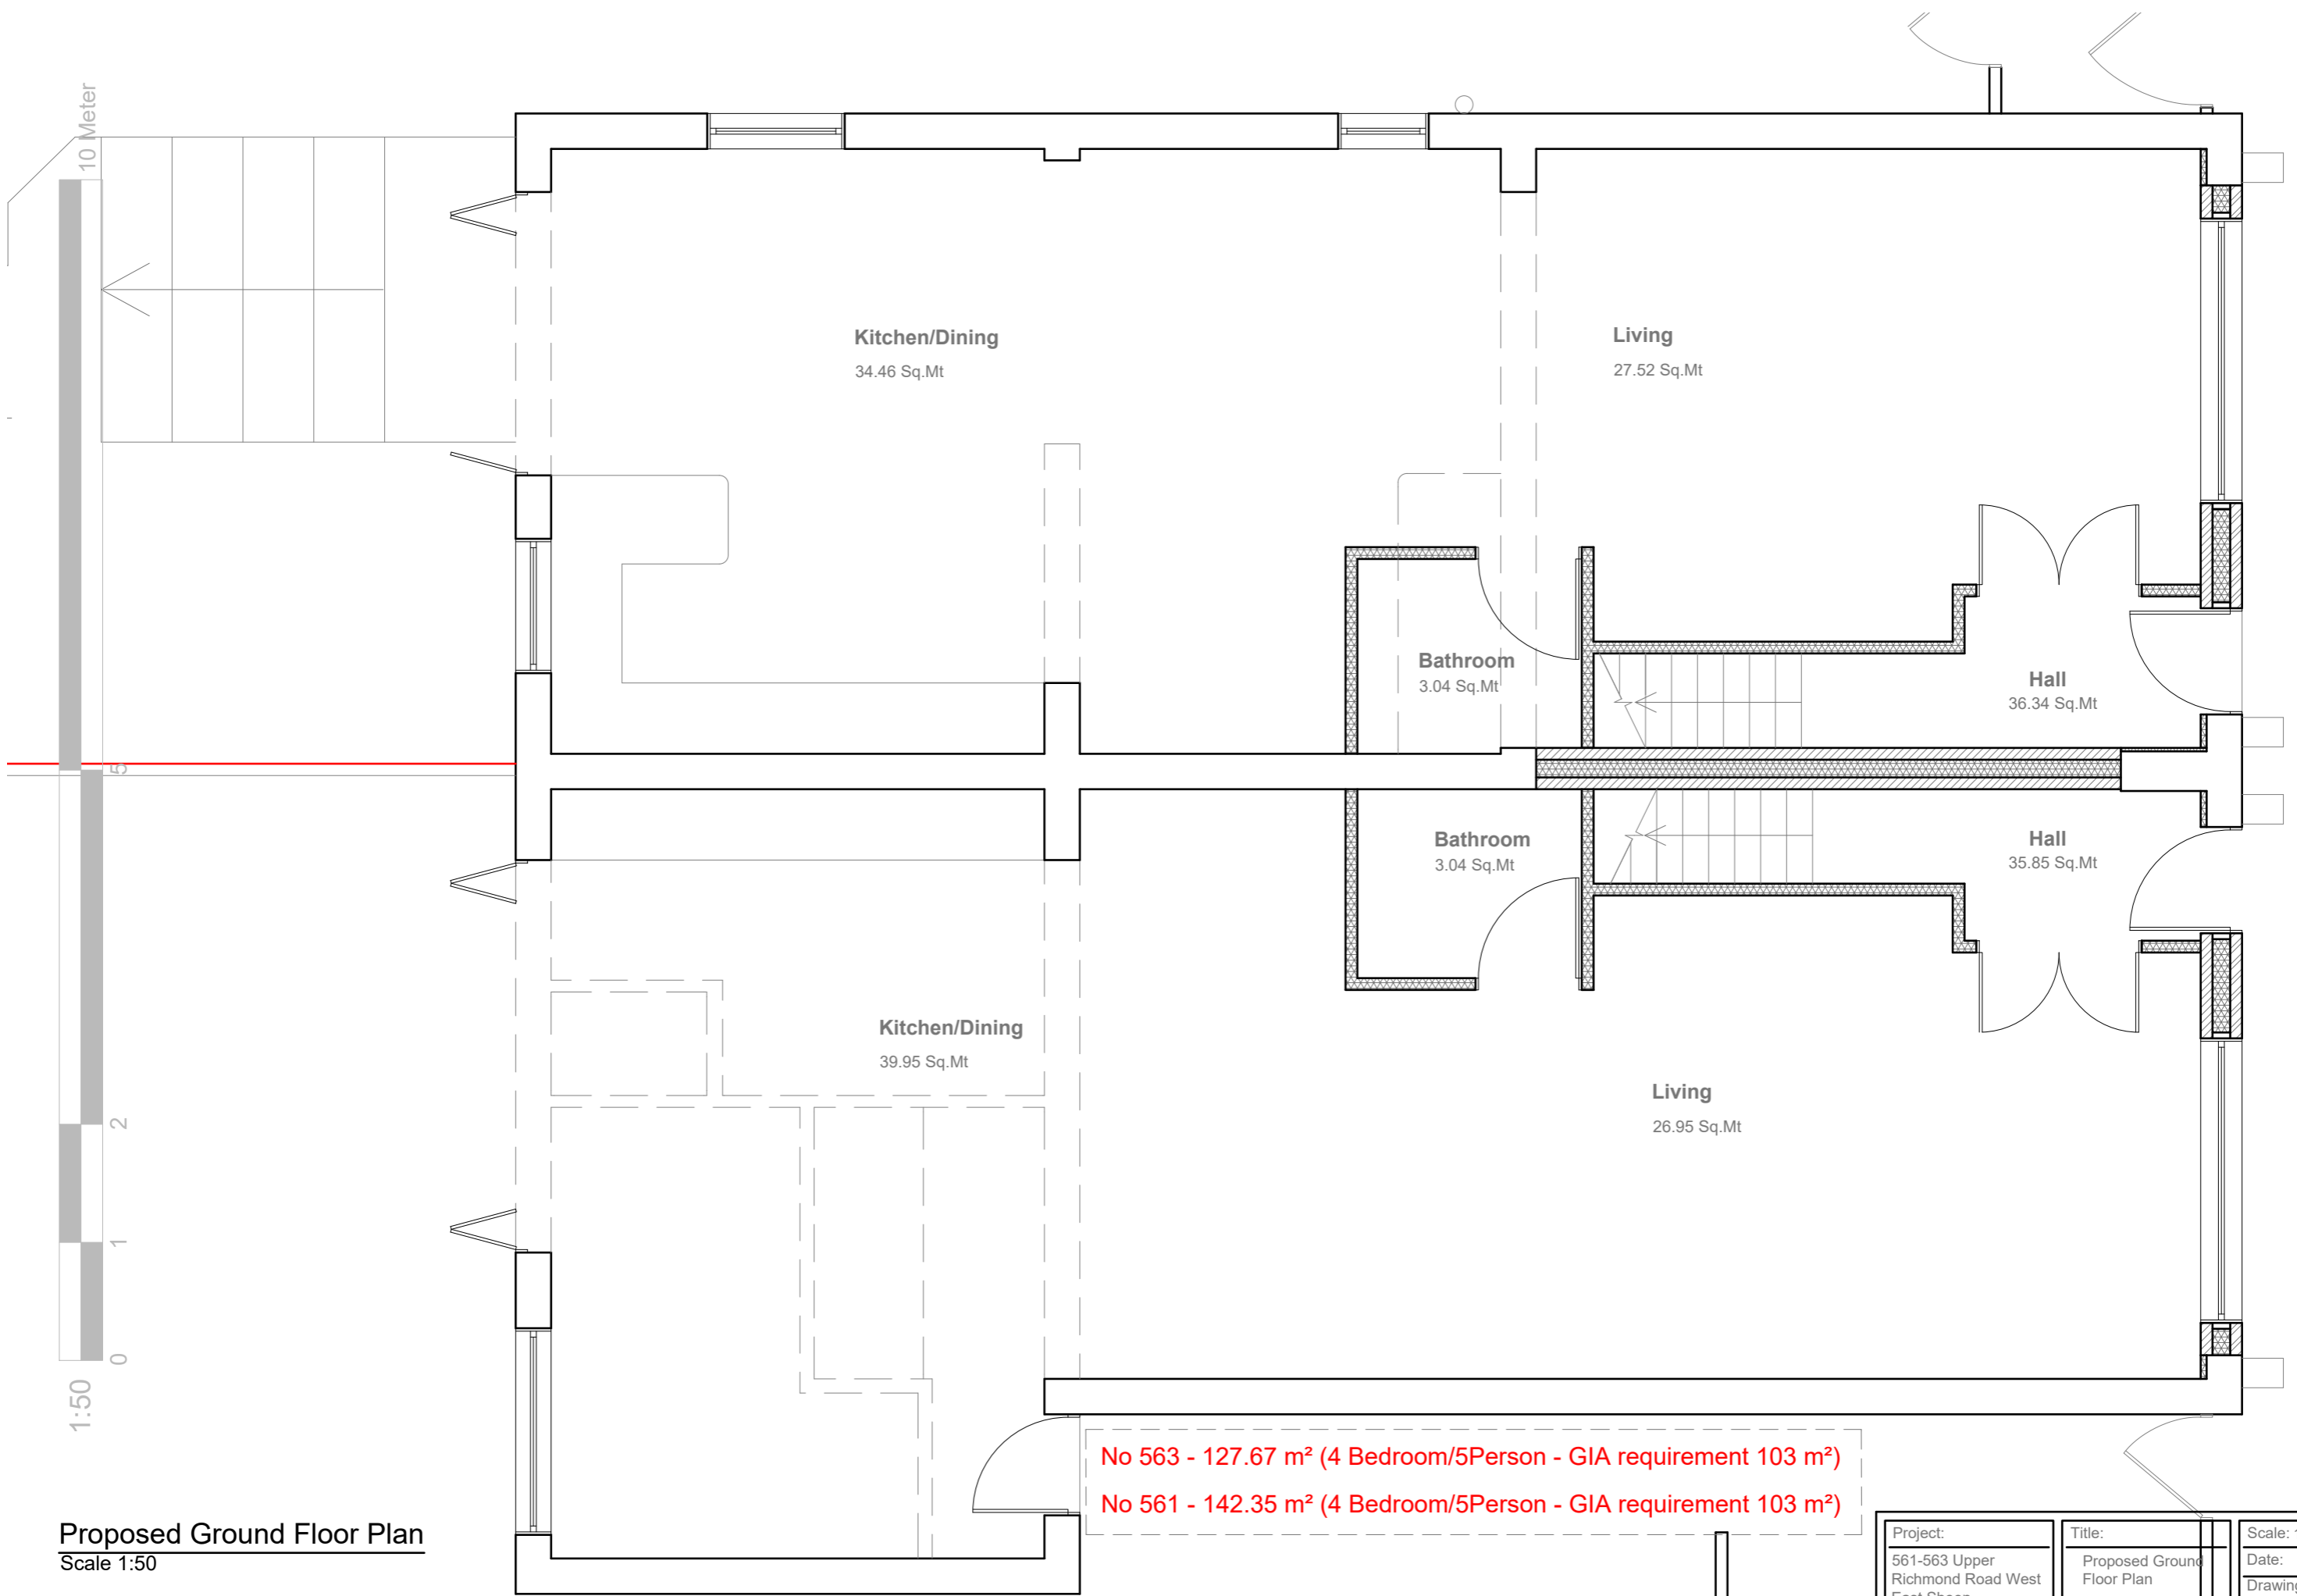 10 Meter
5
2
1
0
1:50
Kitchen/Dining
34.46 Sq.Mt
Living
27.52 Sq.Mt
Bathroom
3.04 Sq.Mt
Hall
36.34 Sq.Mt
Bathroom
3.04 Sq.Mt
Hall
35.85 Sq.Mt
Kitchen/Dining
39.95 Sq.Mt
Living
26.95 Sq.Mt
No 563 - 127.67 m² (4 Bedroom/5Person - GIA requirement 103 m²)
No 561 - 142.35 m² (4 Bedroom/5Person - GIA requirement 103 m²)
Proposed Ground Floor Plan
Scale 1:50
Project:
561-563 Upper
Richmond Road West
East Sheen
Title:
Proposed Ground
Floor Plan
Scale:
Date:
Drawing